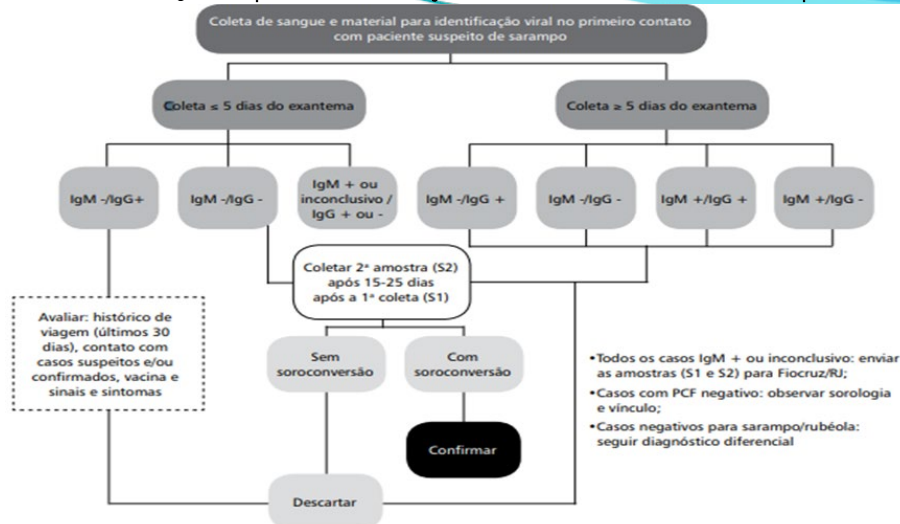 Coleta de sangue e material para identificação viral no primeiro contato
com paciente suspeito de sarampo
Coleta ≤ 5 dias do exantema
Coleta ≥ 5 dias do exantema
IgM -/IgG+
IgM -/IgG -
IgM + ou
inconclusivo /
IgG + ou -
IgM -/IgG +
IgM -/IgG -
IgM +/IgG +
IgM +/IgG -
Coletar 2ª amostra (S2)
após 15-25 dias
após a 1ª coleta (S1)
Avaliar: histórico de
viagem (últimos 30
dias), contato com
casos suspeitos e/ou
confirmados, vacina e
sinais e sintomas
Sem
soroconversão
Com
soroconversão
•Todos os casos IgM + ou inconclusivo: enviar
as amostras (S1 e S2) para Fiocruz/RJ;
•Casos com PCF negativo: observar sorologia
e vínculo;
•Casos negativos para sarampo/rubéola:
seguir diagnóstico diferencial
Confirmar
Descartar